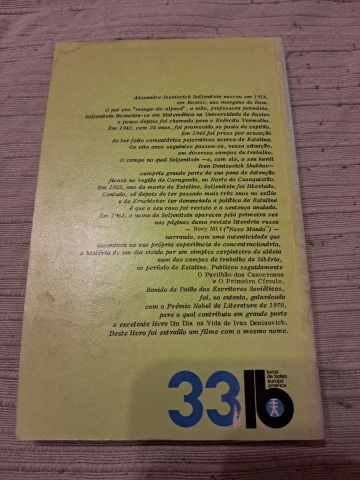 Alexandre Issaievich Soljenitsin nasceu em 1918,
em Rostov, nas margens do Dom.
O pai era "manga-de-alpaca", a mãe, professora primária.
Soljenitsin licenciou-se em Matemática na Universidade de Rostov
e pouco depois foi chamado para o Exército Vermelho.
Em 1942, com 24 anos, foi promovido ao posto de capitão.
Em 1945 foi preso por acusação
de ter feito comentários pejorativos acerca de Estaline.
Os oito anos seguintes passou-os, nessa situação,
em diversos campos de trabalho.
O campo no qual Soljenitsin —e, com ele, o seu herói
Ivan Denisovich Shukhov—
cumpriu grande parte da sua pena de detenção
ficava na região de Caraganda, no Norte da Casaquistão.
Em 1953, ano da morte de Estaline, Soljenitsin foi libertado.
Contudo, só depois de ter passado mais três anos no exílio
e de Kruschtchev ter denunciado a política de Estaline
é que o seu caso foi revisto e a sentença anulada.
Em 1962, o nome de Soljenitsin apareceu pela primeira vez
nas páginas duma revista literária russa
— Novy Mir ("Novo Mundo") —
narrando, com uma autenticidade que
assentava na sua própria experiência de concentracionário,
a história de um dia vivido por um simples carpinteiro de aldeia
num dos campos de trabalho da Sibéria,
no período de Estaline. Publicou seguidamente
O Pavilhão dos Cancerosos
e O Primeiro Círculo.
Banido da União dos Escritores Soviéticos,
foi, no entanto, galardoado
com o Prémio Nobel da Literatura de 1970,
para o qual contribuiu em grande parte
o excelente livro Um Dia na Vida de Ivan Denisovich.
Deste livro foi extraído um filme com o mesmo nome.
33
lb
livros
de bolso
europa
américa